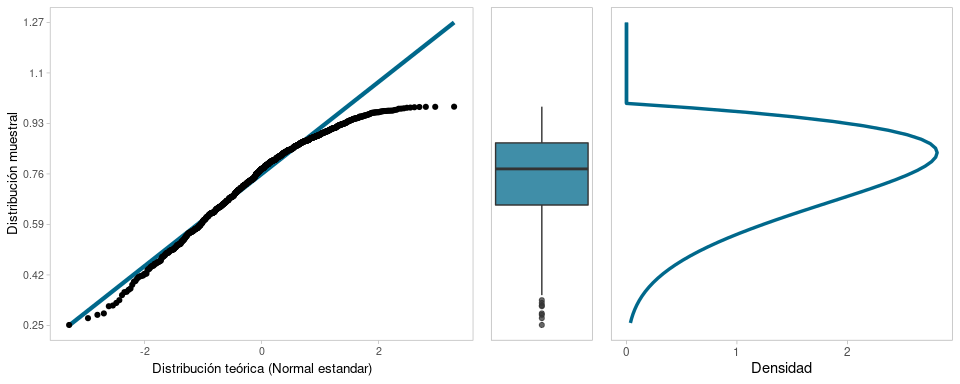 Distribución muestral
1.27
1.1
0.93
0.76
0.59
0.42
0.25
-2 0 2
Distribución teórica (Normal estandar)
0 1 2
Densidad